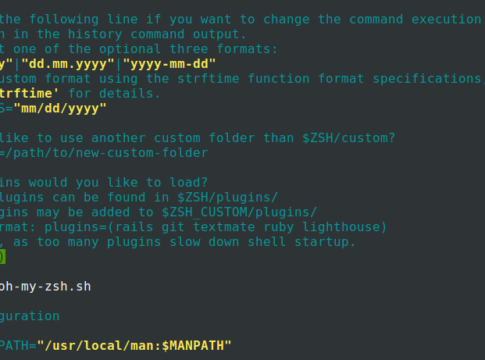 the following line if you want to change the command execution
in the history command output.
one of the optional three formats:
"|"dd.mm.yyyy"|"yyyy-mm-dd"
custom format using the strftime function format specifications,
trftime' for details.
S="mm/dd/yyyy"
like to use another custom folder than $ZSH/custom?
=/path/to/new-custom-folder
ins would you like to load?
lugins can be found in $ZSH/plugins/
gins may be added to $ZSH_CUSTOM/plugins/
rmat: plugins=(rails git textmate ruby lighthouse)
, as too many plugins slow down shell startup.
)
oh-my-zsh.sh
guration
PATH="/usr/local/man:$MANPATH"